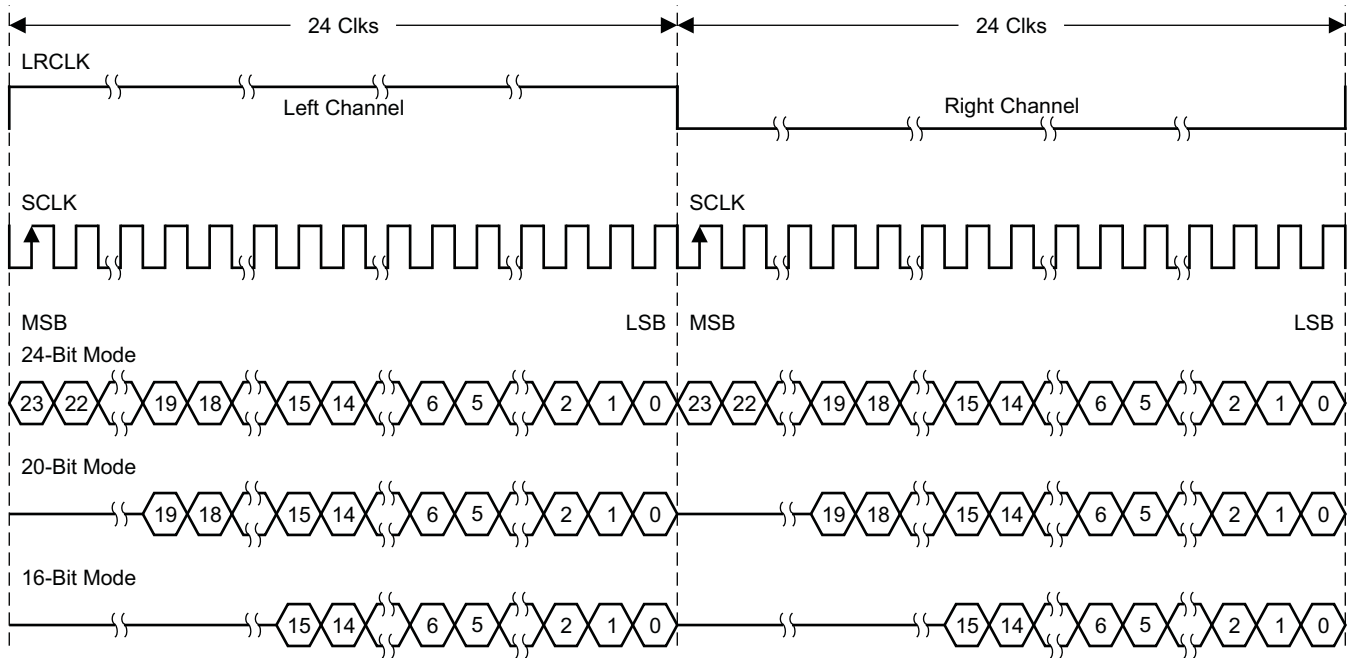 24 Clks 24 Clks
LRCLK
Left Channel Right Channel
SCLK SCLK
MSB LSB MSB LSB
24-Bit Mode
23 22 19 18 15 14 6 5 2 1 0 23 22 19 18 15 14 6 5 2 1 0
20-Bit Mode
19 18 15 14 6 5 2 1 0 19 18 15 14 6 5 2 1 0
16-Bit Mode
15 14 6 5 2 1 0 15 14 6 5 2 1 0